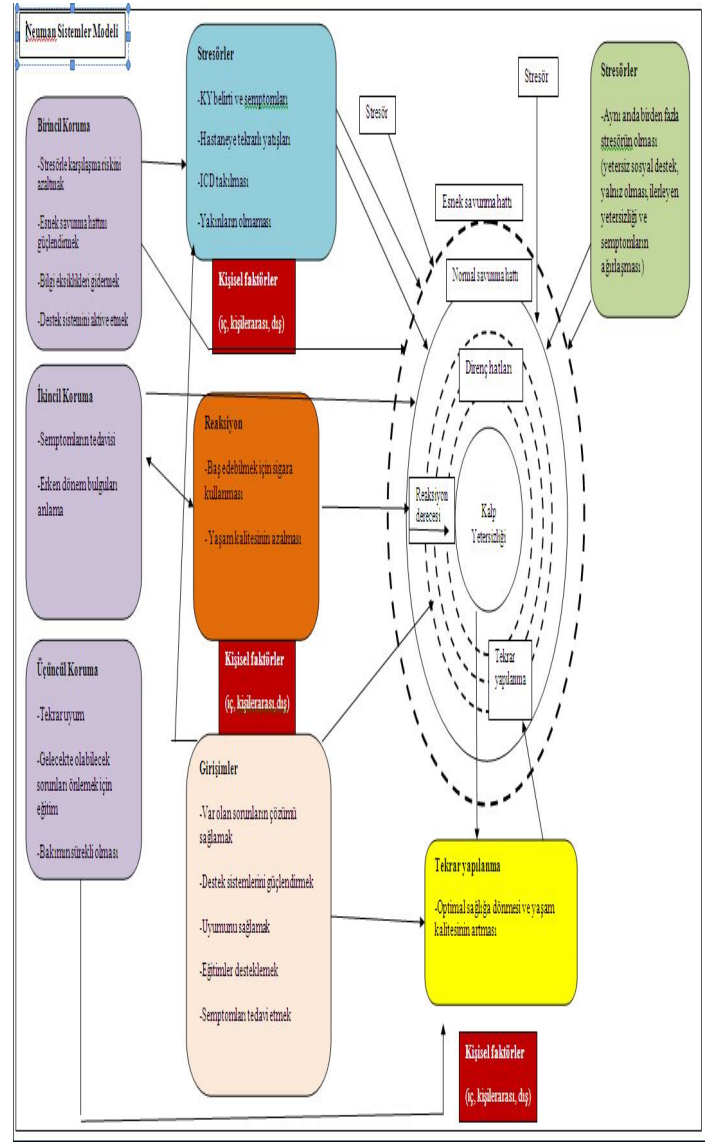 Neuman Sistemler Modeli
Birincil Koruma
-Stresörle karşılaşma riskini
azaltmak
-Esnek savunma hattını
güçlendirmek
-Bilgi eksiklikleri gidermek
-Destek sistemini aktive etmek
İkincil Koruma
-Semptomların tedavisi
-Erken dönem bulguları
anlama
Üçüncül Koruma
-Tekrar uyum
-Gelecekte olabilecek
sorunları önlemek için
eğitim
-Bakımın sürekli olması
Stresörler
-KY belirti ve semptomları
-Hastaneye tekrarlı yatışları
-ICD takılması
-Yakınların olmaması
Kişisel faktörler
(iç, kişilerarası, dış)
Reaksiyon
-Baş edebilmek için sigara
kullanması
-Yaşam kalitesinin azalması
Kişisel faktörler
(iç, kişilerarası, dış)
Girişimler
-Var olan sorunların çözümü
sağlamak
-Destek sistemlerini güçlendirmek
-Uyumunu sağlamak
-Eğitimler desteklemek
-Semptomları tedavi etmek
Stresör
Stresör
Esnek savunma hattı
Normal savunma hattı
Direnç hatları
Reaksiyon
derecesi
Kalp
Yetersizliği
Tekrar
yapılanma
Stresörler
-Aynı anda birden fazla
stresörün olması
(yetersiz sosyal destek,
yalnız olması, ilerleyen
yetersizliği ve
semptomların
ağırlaşması)
Tekrar yapılanma
-Optimal sağlığa dönmesi ve yaşam
kalitesinin artması
Kişisel faktörler
(iç, kişilerarası, dış)